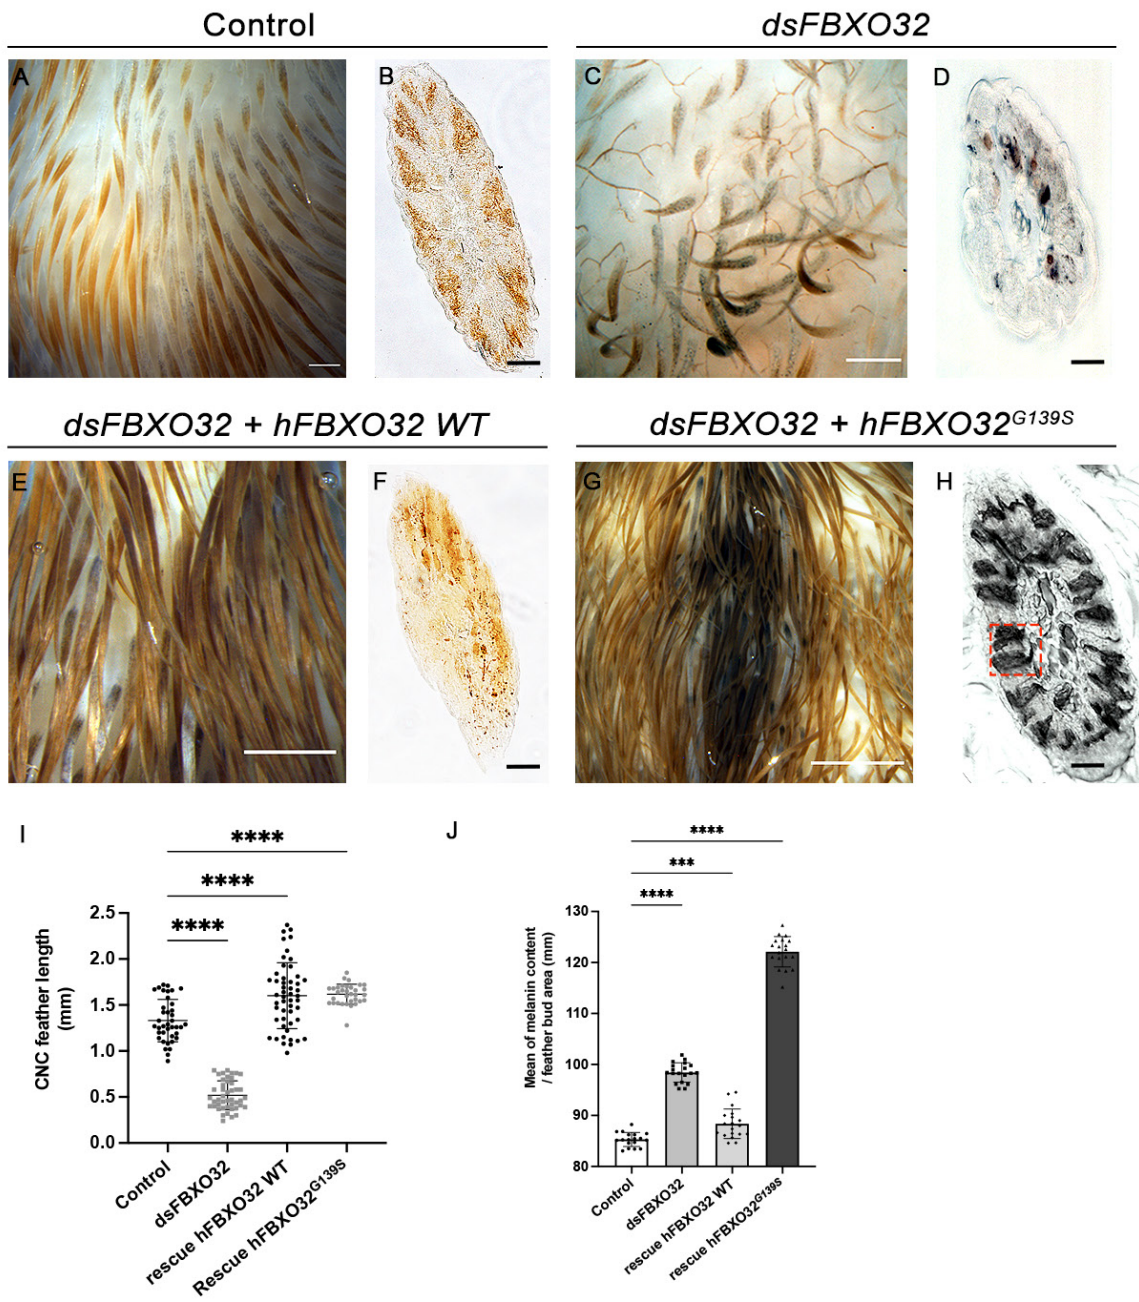 Control
dsFBXO32
A
B
C
D
dsFBXO32 + hFBXO32 WT
dsFBXO32 + hFBXO32G139S
E
F
G
H
I
****
****
****
CNC feather length
(mm)
2.5
2.0
1.5
1.0
0.5
0.0
Control
dsFBXO32
rescue hFBXO32 WT
Rescue hFBXO32G139S
J
****
***
****
Mean of melanin content
/ feather bud area (mm)
130
120
110
100
90
80
Control
dsFBXO32
rescue hFBXO32 WT
rescue hFBXO32G139S